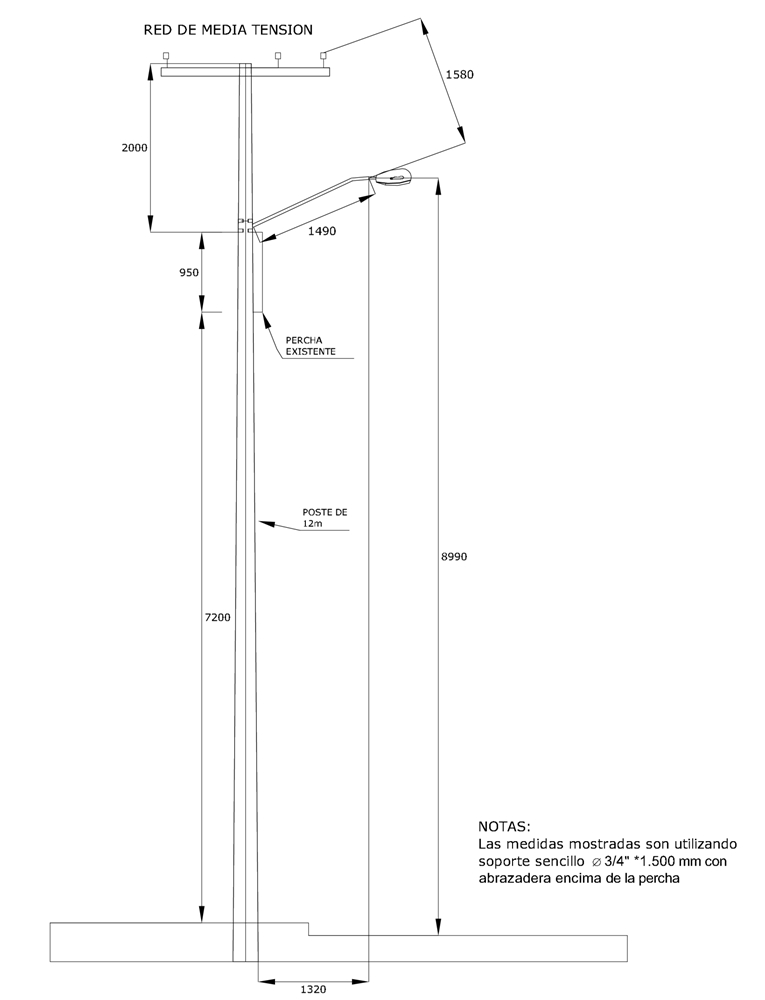 RED DE MEDIA TENSION
1580
2000
1490
950
PERCHA
EXISTENTE
POSTE DE
12m
8990
7200
NOTAS:
Las medidas mostradas son utilizando
soporte sencillo ⌀ 3/4" *1.500 mm con
abrazadera encima de la percha
1320